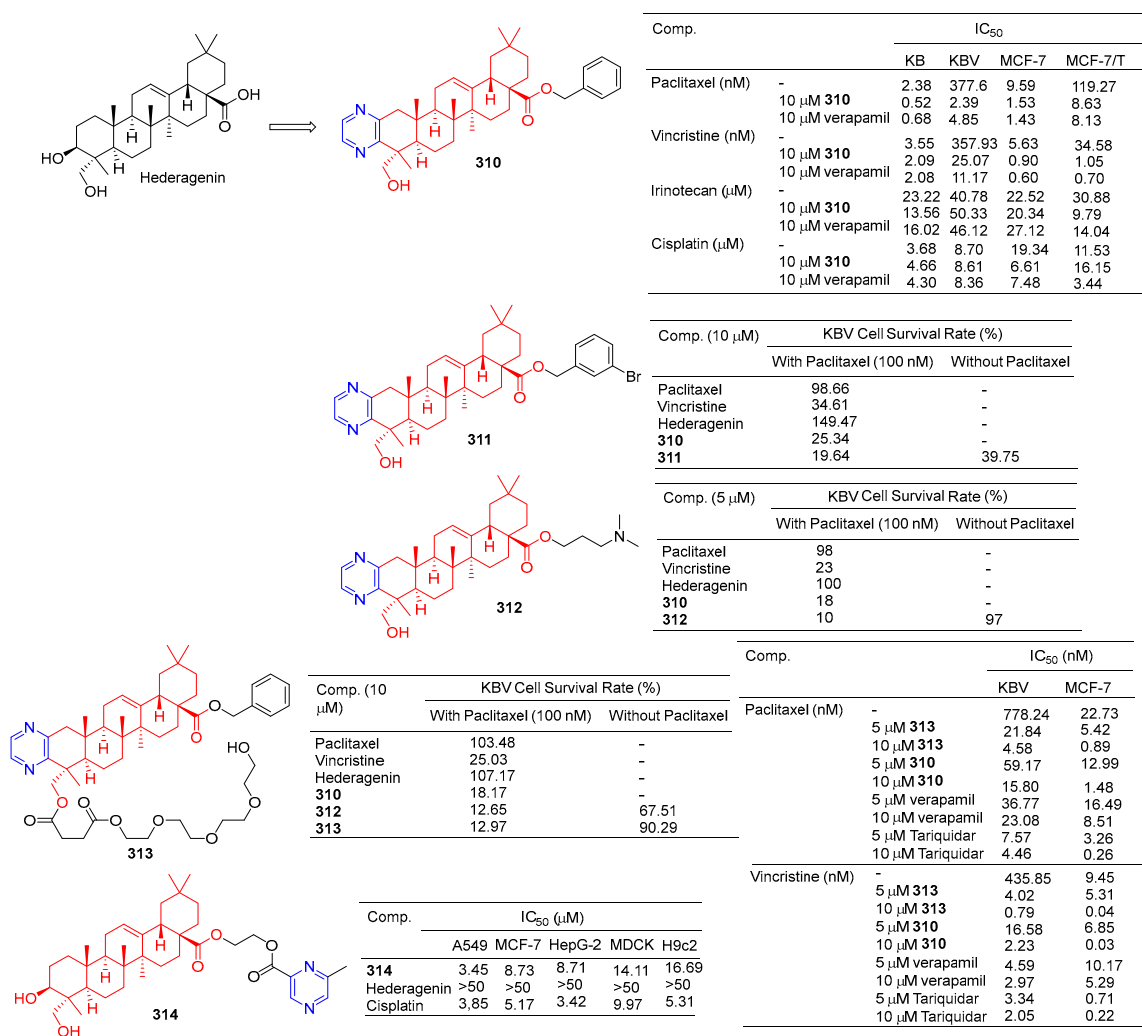 Comp. IC50
KB KBV MCF-7 MCF-7/T
Paclitaxel (nM) - 2.38 377.6 9.59 119.27
10 μM 310 0.52 2.39 1.53 8.63
10 μM verapamil 0.68 4.85 1.43 8.13
Vincristine (nM) - 3.55 357.93 5.63 34.58
10 μM 310 2.09 25.07 0.90 1.05
10 μM verapamil 2.08 11.17 0.60 0.70
Irinotecan (μM) - 23.22 40.78 22.52 30.88
10 μM 310 13.56 50.33 20.34 9.79
10 μM verapamil 16.02 46.12 27.12 14.04
Cisplatin (μM) - 3.68 8.70 19.34 11.53
10 μM 310 4.66 8.61 6.61 16.15
10 μM verapamil 4.30 8.36 7.48 3.44
H
OH
O
H
HO
OH
Hederagenin
H
O
O
N
N
H
OH
310
H
O
O
Br
N
N
H
OH
311
Comp. (10 μM) KBV Cell Survival Rate (%)
With Paclitaxel (100 nM) Without Paclitaxel
Paclitaxel 98.66 -
Vincristine 34.61 -
Hederagenin 149.47 -
310 25.34 -
311 19.64 39.75
H
O
O
N
N
N
H
OH
312
Comp. (5 μM) KBV Cell Survival Rate (%)
With Paclitaxel (100 nM) Without Paclitaxel
Paclitaxel 98 -
Vincristine 23 -
Hederagenin 100 -
310 18 -
312 10 97
H
O
O
N
N
H
HO
O
O
O
O
O
O
O
313
Comp. (10
μM)
KBV Cell Survival Rate (%)
With Paclitaxel (100 nM) Without Paclitaxel
Paclitaxel 103.48 -
Vincristine 25.03 -
Hederagenin 107.17 -
310 18.17 -
312 12.65 67.51
313 12.97 90.29
Comp. IC50 (nM)
KBV MCF-7
Paclitaxel (nM) - 778.24 22.73
5 μM 313 21.84 5.42
10 μM 313 4.58 0.89
5 μM 310 59.17 12.99
10 μM 310 15.80 1.48
5 μM verapamil 36.77 16.49
10 μM verapamil 23.08 8.51
5 μM Tariquidar 7.57 3.26
10 μM Tariquidar 4.46 0.26
Vincristine (nM) - 435.85 9.45
5 μM 313 4.02 5.31
10 μM 313 0.79 0.04
5 μM 310 16.58 6.85
10 μM 310 2.23 0.03
5 μM verapamil 4.59 10.17
10 μM verapamil 2.97 5.29
5 μM Tariquidar 3.34 0.71
10 μM Tariquidar 2.05 0.22
H
O
O
O
O
N
N
H
HO
OH
314
Comp. IC50 (μM)
A549 MCF-7 HepG-2 MDCK H9c2
314 3.45 8.73 8.71 14.11 16.69
Hederagenin >50 >50 >50 >50 >50
Cisplatin 3,85 5.17 3.42 9.97 5.31